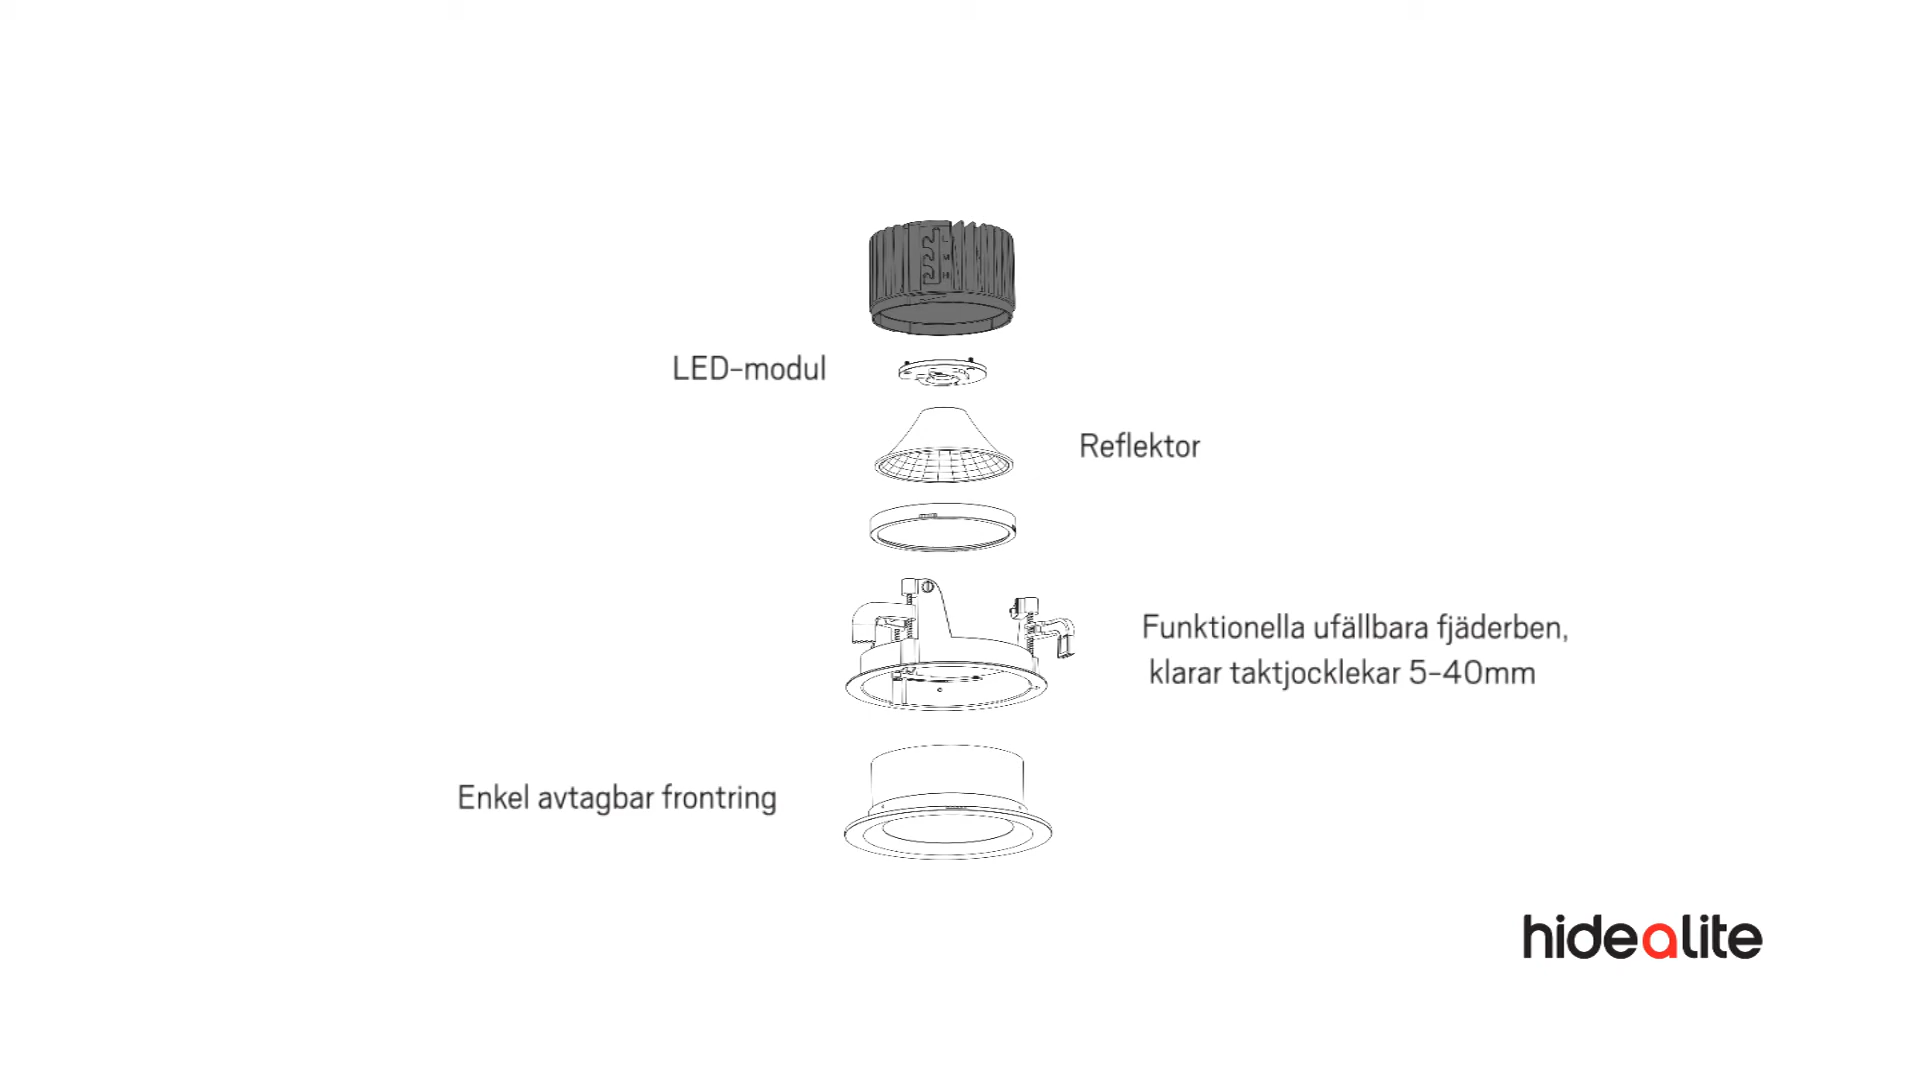 LED-modul
Reflektor
Funktionella ufällbara fjäderben,
klarar taktjocklekar 5-40mm
Enkel avtagbar frontring
hidealite